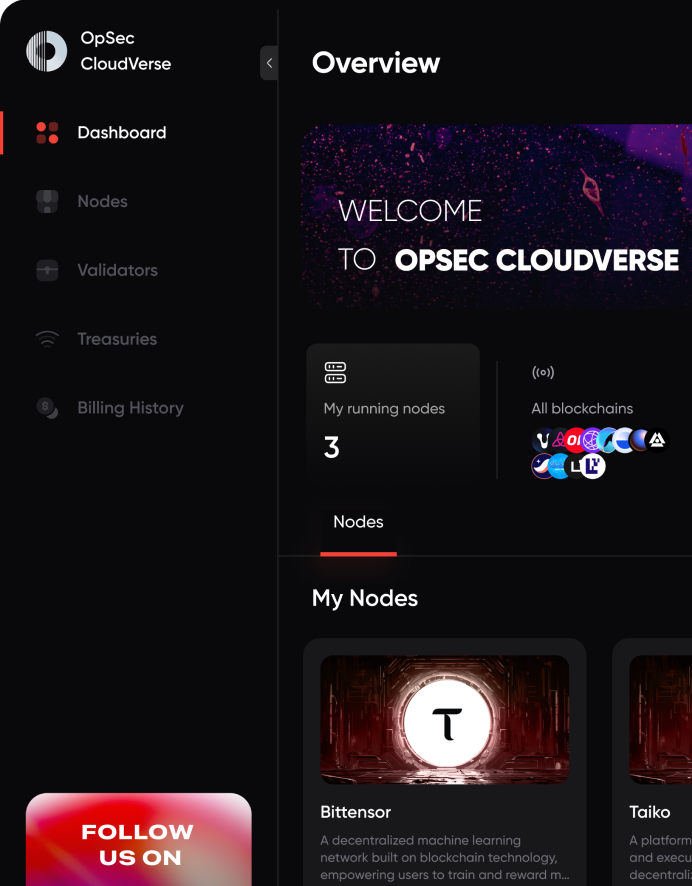 OpSec
CloudVerse
Dashboard
Nodes
Validators
Treasuries
Billing History
FOLLOW
US ON
Overview
WELCOME
TO OPSEC CLOUDVERSE
My running nodes
3
All blockchains
Nodes
My Nodes
Bittensor
A decentralized machine learning
network built on blockchain technology,
empowering users to train and reward m...
Taiko
A platform
and execu
decentrali